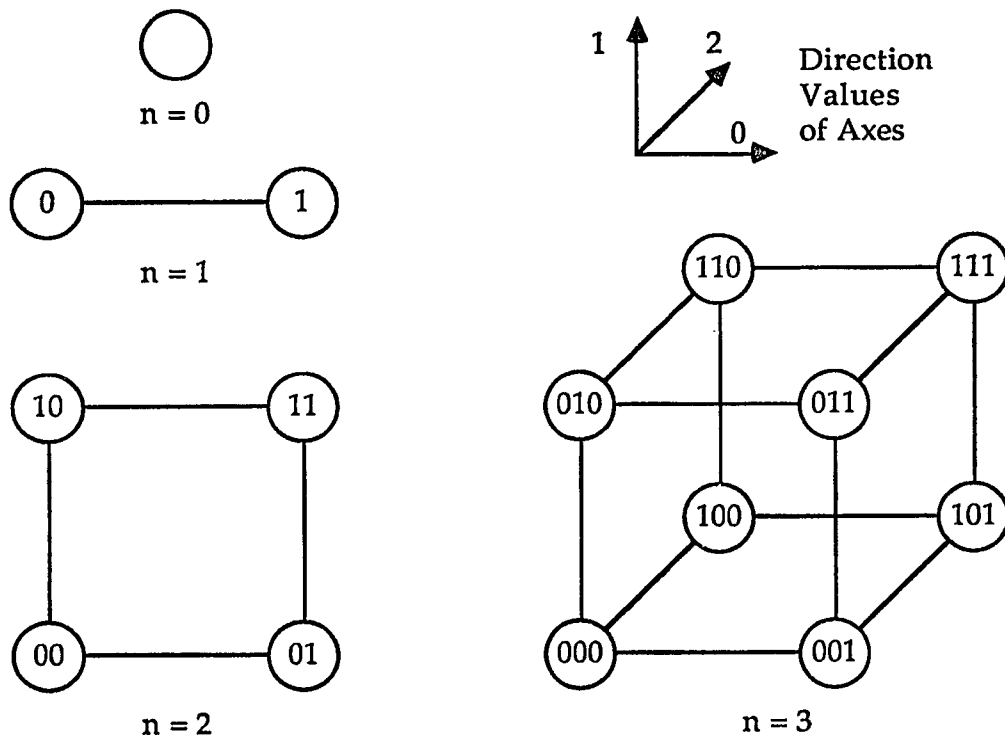 n = 0
1 2 Direction
Values
0 of Axes
0 1
n = 1
10 11
00 01
n = 2
110 111
010 011
100 101
000 001
n = 3